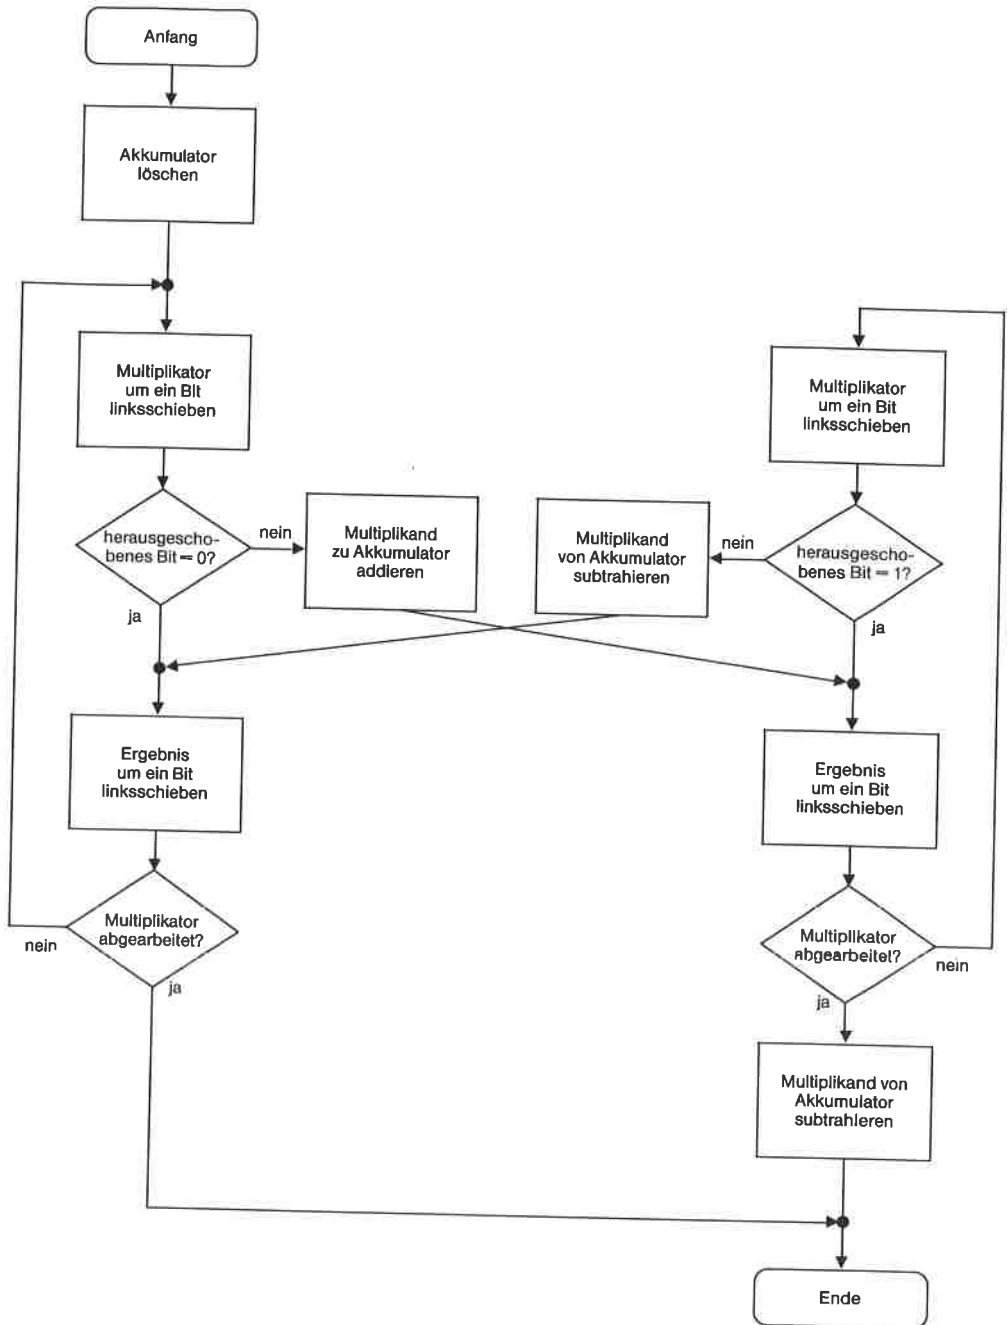 Anfang
Akkumulator
löschen
Multiplikator
um ein Bit
linksschieben
herausgescho-
benes Bit = 0?
nein
ja
Multiplikand
zu Akkumulator
addieren
Multiplikand
von Akkumulator
subtrahieren
Multiplikator
um ein Bit
linksschieben
nein
herausgescho-
benes Bit = 1?
ja
Ergebnis
um ein Bit
linksschieben
Multiplikator
abgearbeitet?
nein
ja
Ergebnis
um ein Bit
linksschieben
Multiplikator
abgearbeitet?
nein
ja
Multiplikand von
Akkumulator
subtrahieren
Ende